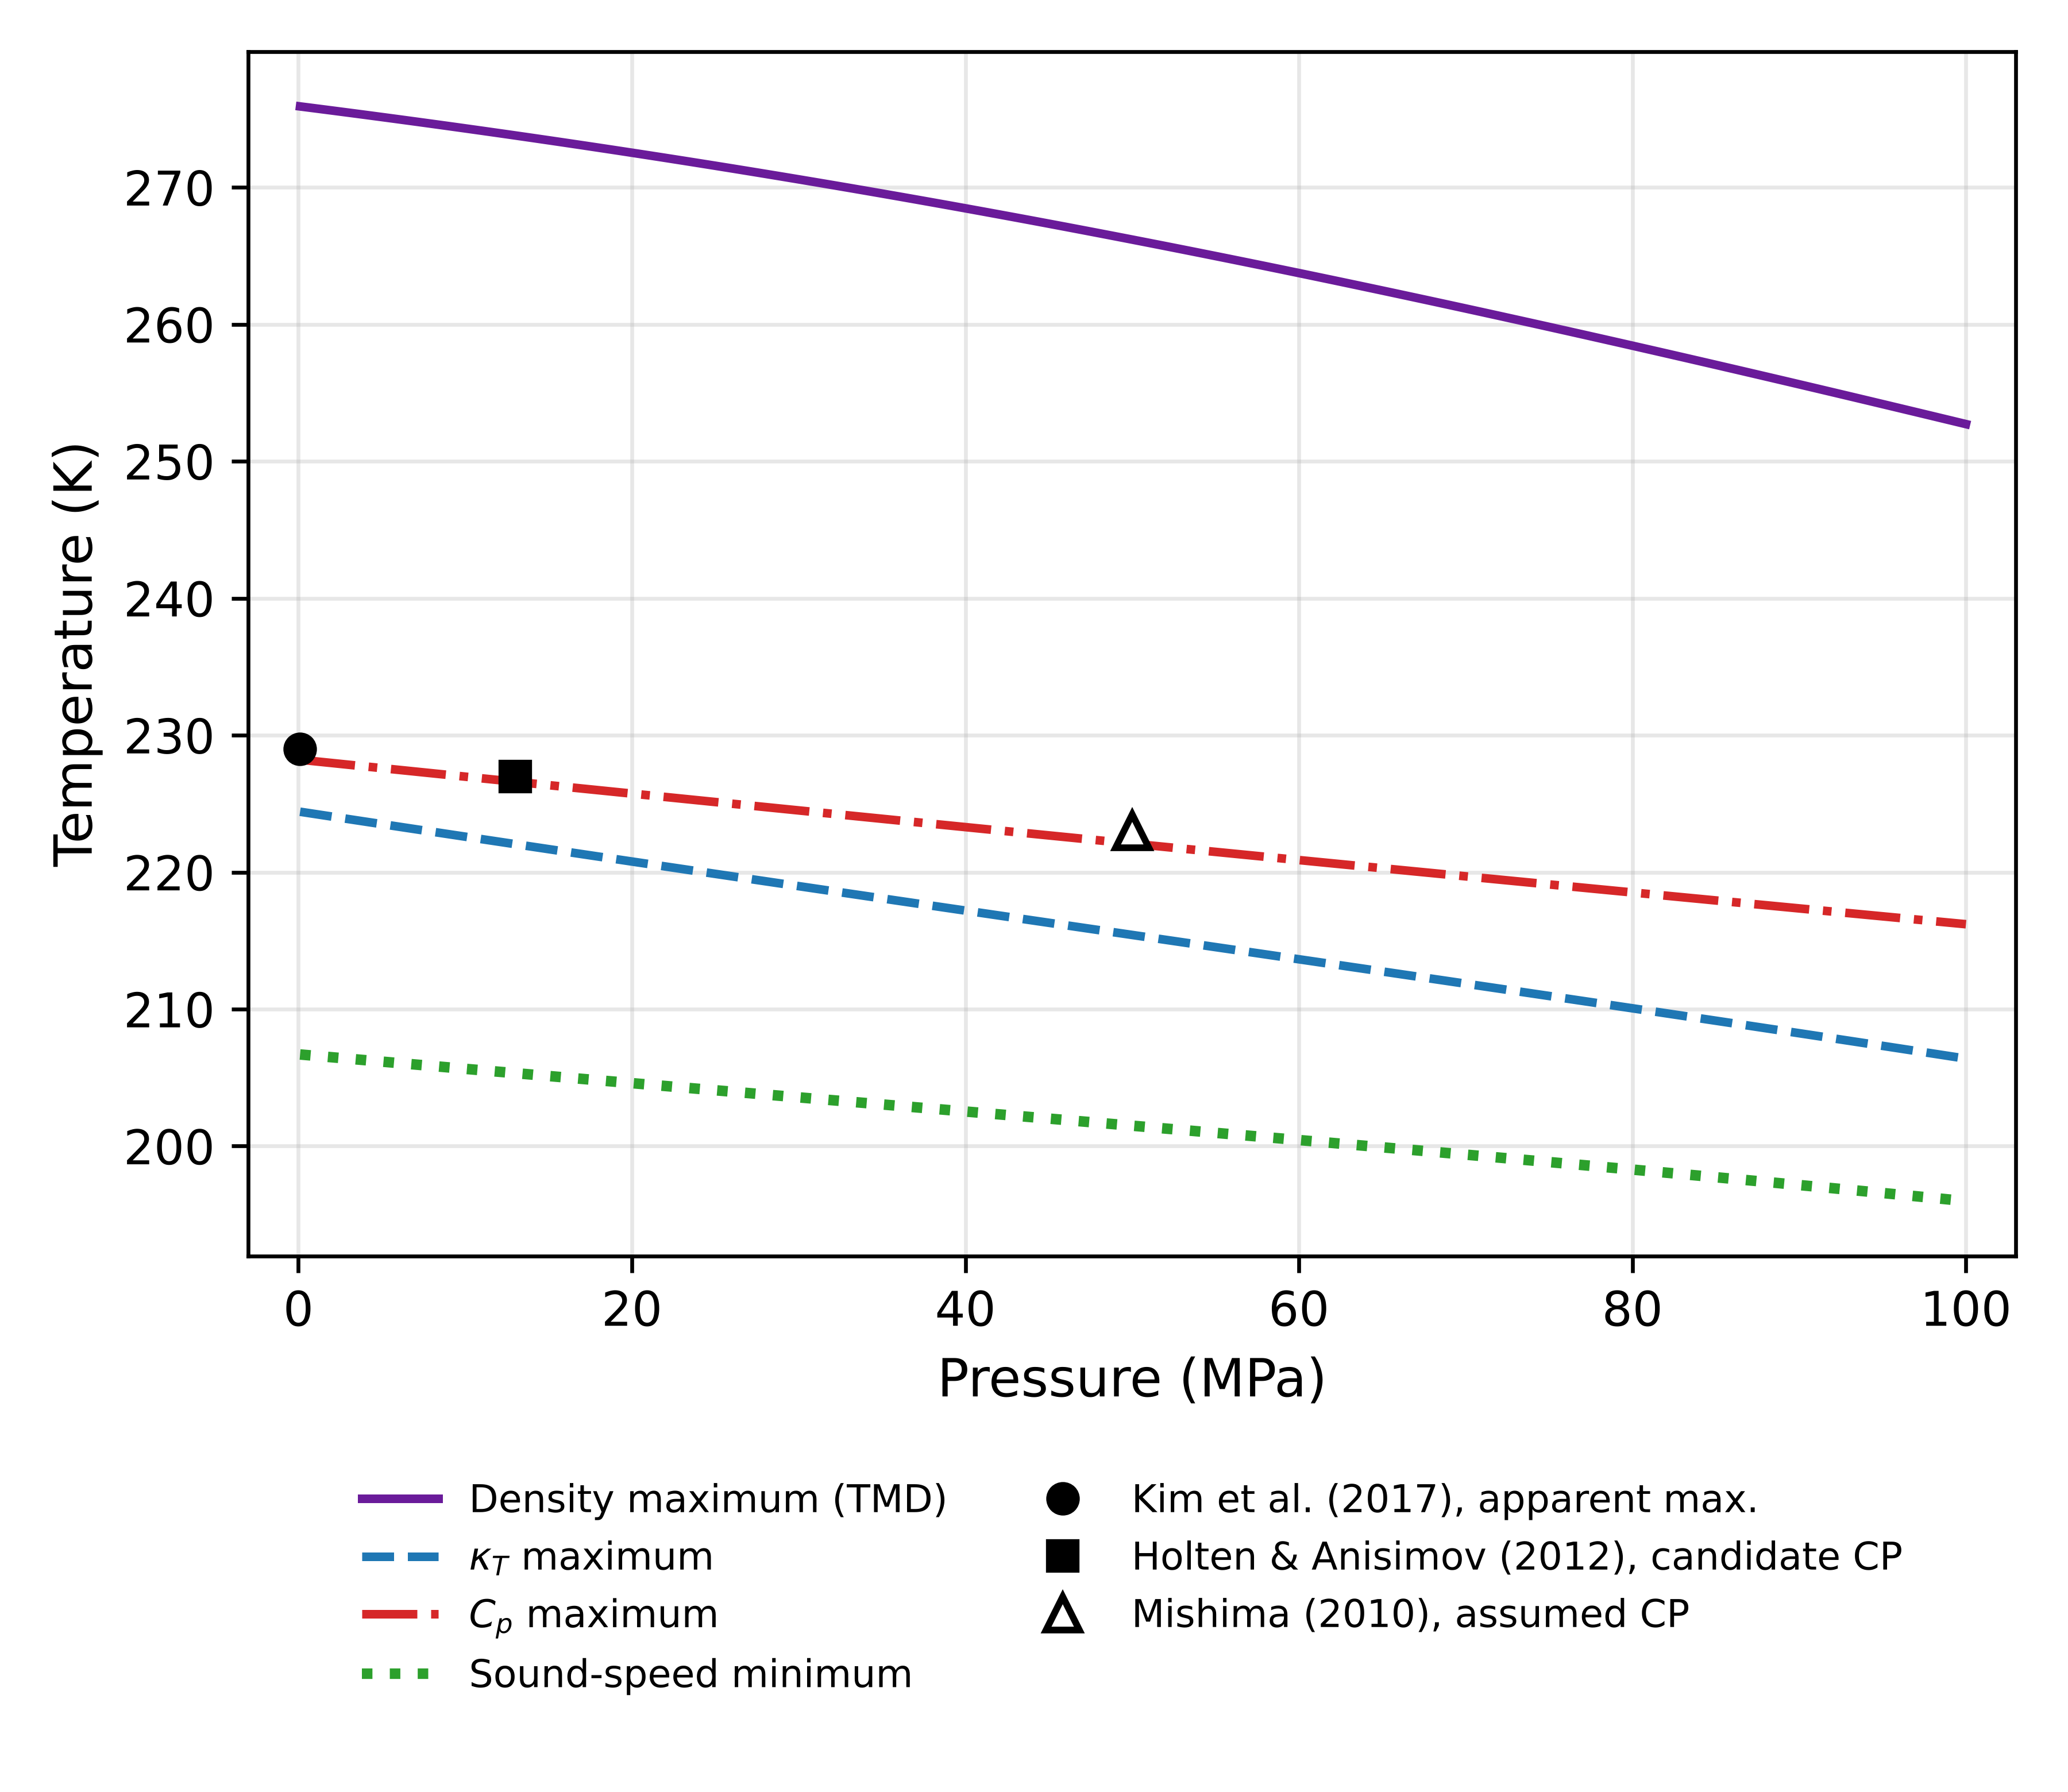 Temperature (K)
270
260
250
240
230
220
210
200
0 20 40 60 80 100
Pressure (MPa)
Density maximum (TMD)
κT maximum
Cp maximum
Sound-speed minimum
Kim et al. (2017), apparent max.
Holten & Anisimov (2012), candidate CP
Mishima (2010), assumed CP